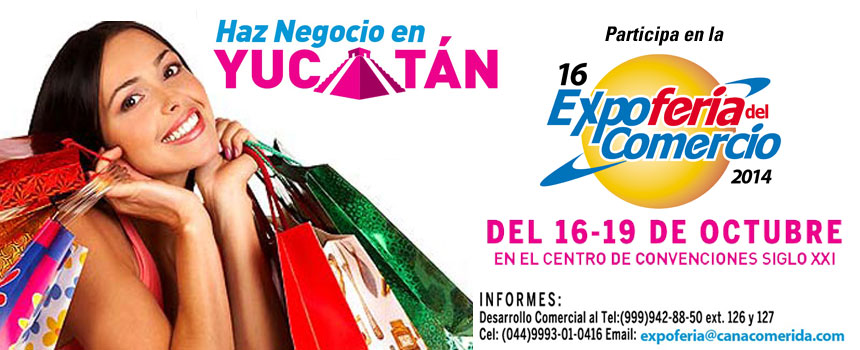 Haz Negocio en
YUCATÁN
Participa en la
16
Expoferia del
Comercio
2014
DEL 16-19 DE OCTUBRE
EN EL CENTRO DE CONVENCIONES SIGLO XXI
INFORMES:
Desarrollo Comercial al Tel:(999)942-88-50 ext. 126 y 127
Cel: (044)9993-01-0416 Email: expoferia@canacomerida.com